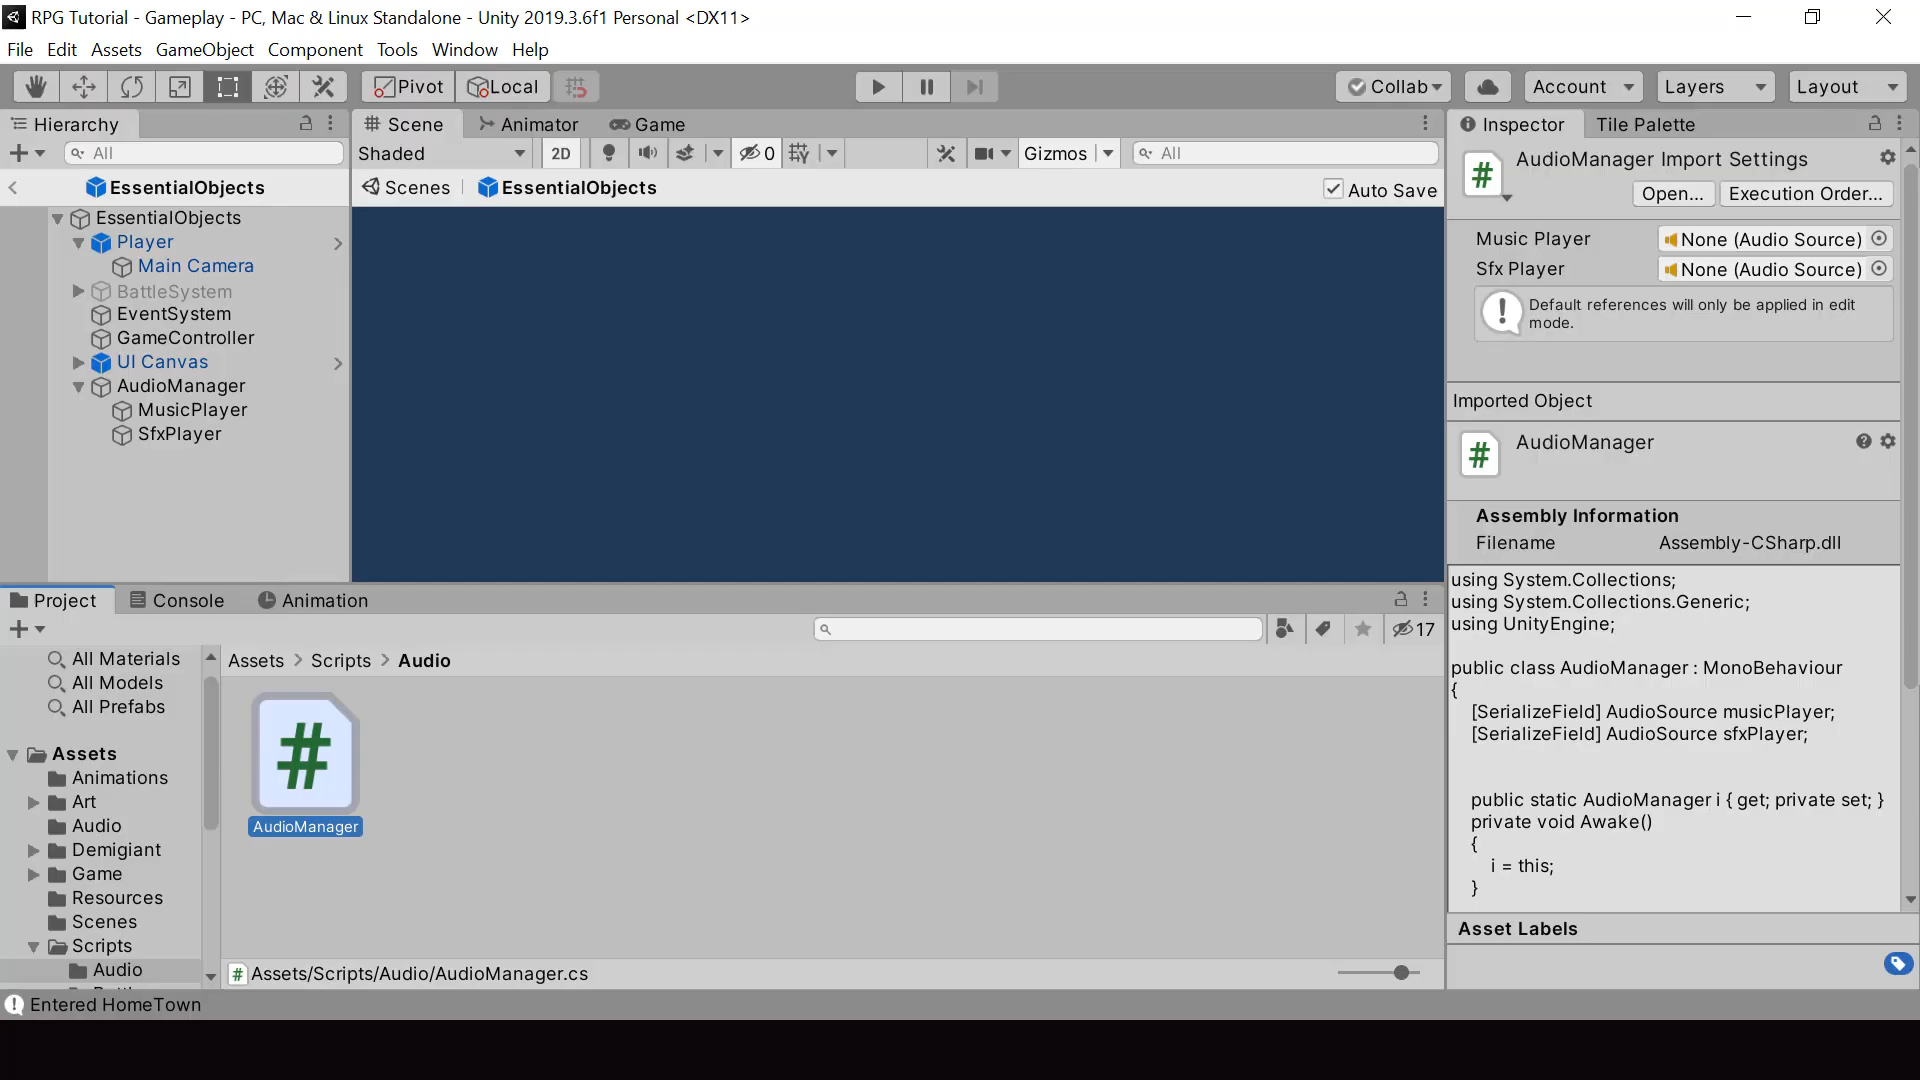 RPG Tutorial - Gameplay - PC, Mac & Linux Standalone - Unity 2019.3.6f1 Personal <DX11>
File Edit Assets GameObject Component Tools Window Help
Pivot Local Collab Account Layers Layout
Hierarchy
All
EssentialObjects
EssentialObjects
Player
Main Camera
BattleSystem
EventSystem
GameController
UI Canvas
AudioManager
MusicPlayer
SfxPlayer
Scene Animator Game
Shaded 2D 0 Gizmos All
Scenes EssentialObjects Auto Save
Inspector Tile Palette
AudioManager Import Settings
Open... Execution Order...
Music Player None (Audio Source)
Sfx Player None (Audio Source)
Default references will only be applied in edit
mode.
Imported Object
AudioManager
Assembly Information
Filename Assembly-CSharp.dll
using System.Collections;
using System.Collections.Generic;
using UnityEngine;
public class AudioManager : MonoBehaviour
{
[SerializeField] AudioSource musicPlayer;
[SerializeField] AudioSource sfxPlayer;
public static AudioManager i { get; private set; }
private void Awake()
{
i = this;
}
Asset Labels
Project Console Animation
17
All Materials
All Models
All Prefabs
Assets
Animations
Art
Audio
Demigiant
Game
Resources
Scenes
Scripts
Audio
Assets > Scripts > Audio
AudioManager
Assets/Scripts/Audio/AudioManager.cs
Entered HomeTown